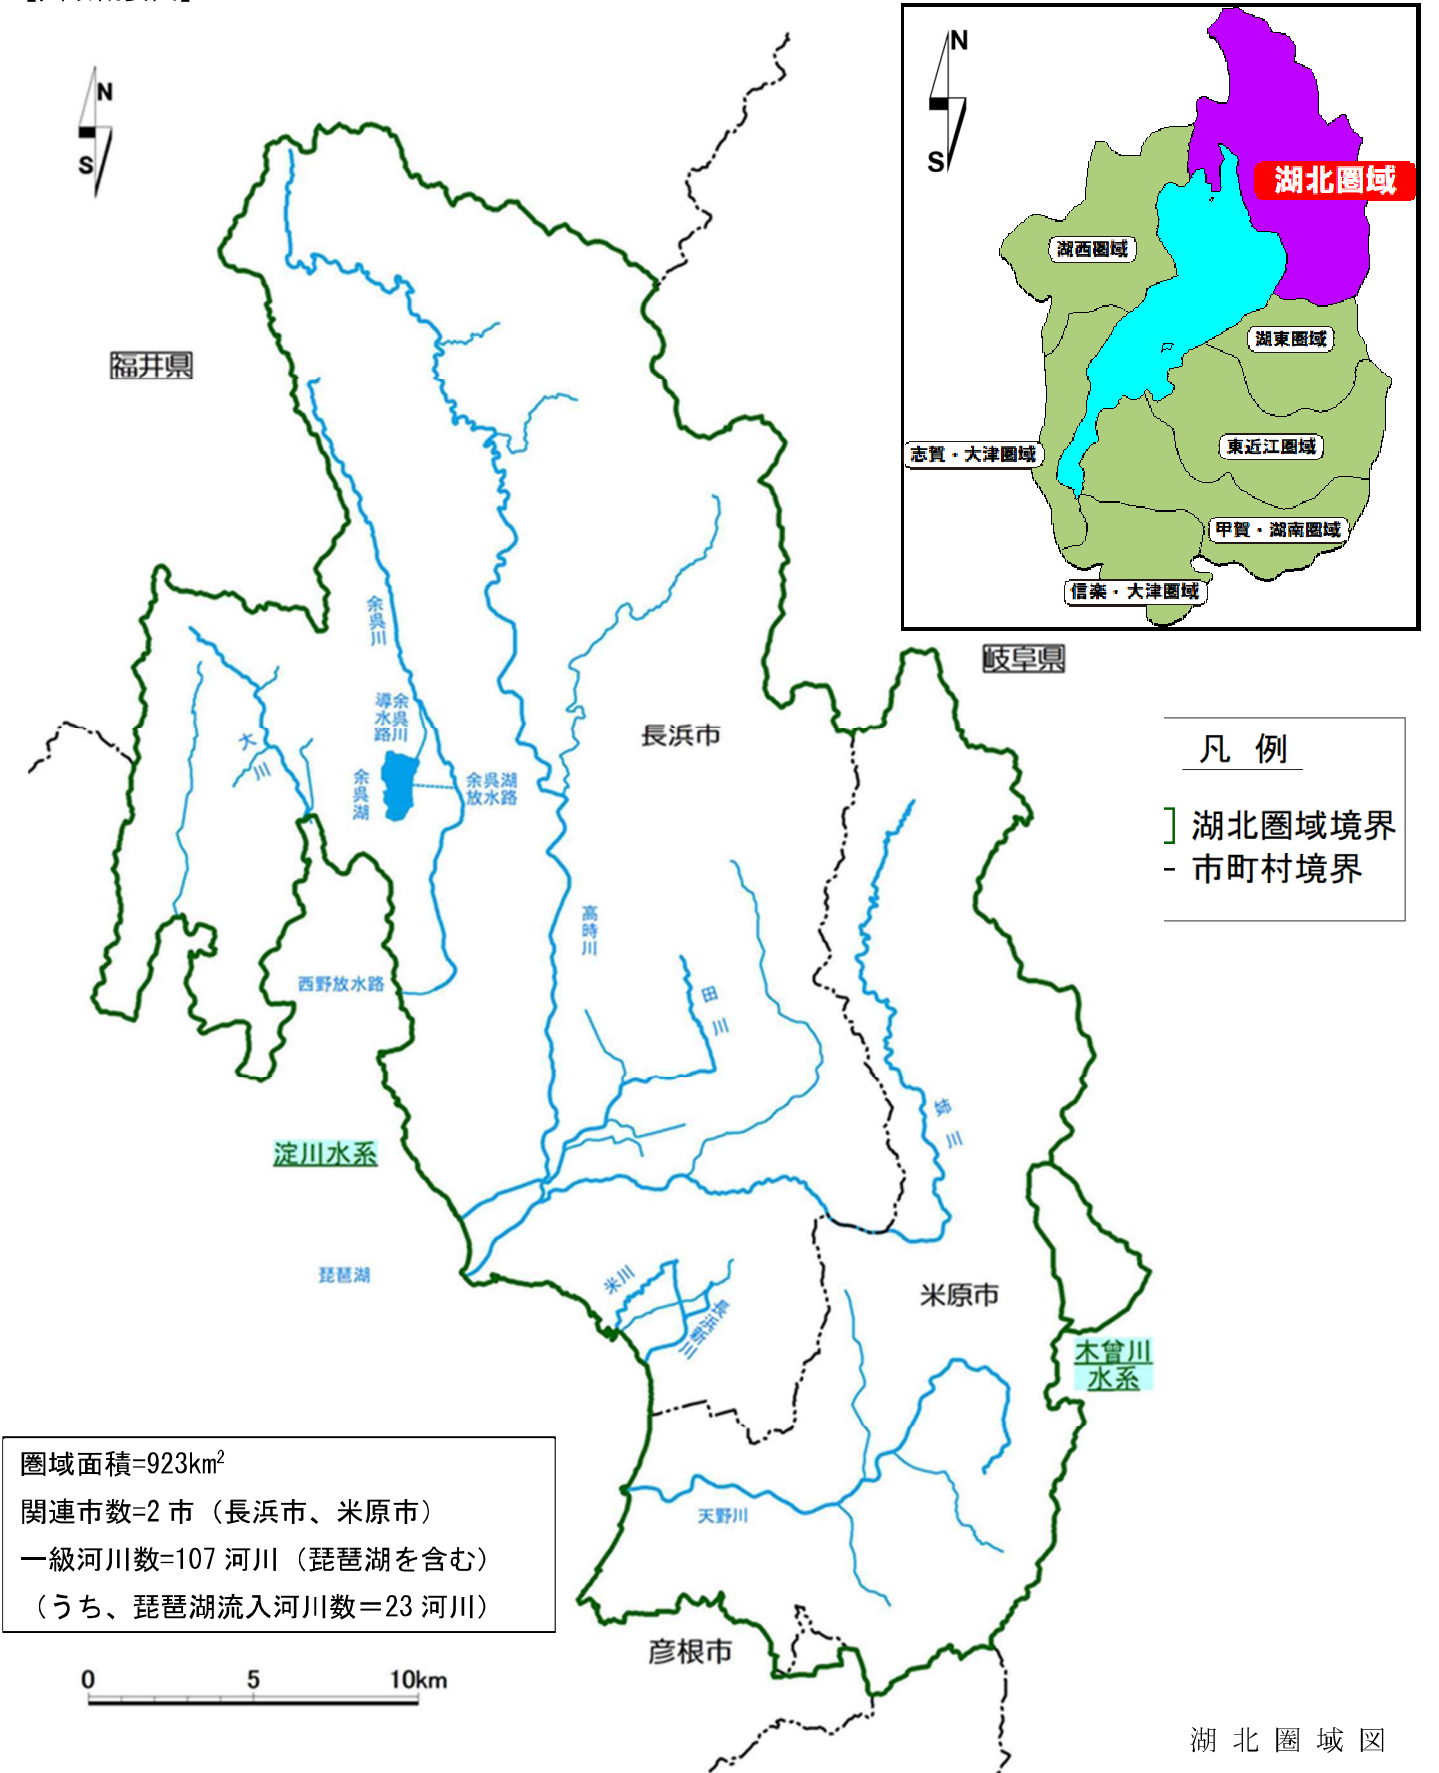 N
S
N
S
湖北圏域
湖西圏域
湖東圏域
東近江圏域
志賀・大津圏域
甲賀・湖南圏域
信楽・大津圏域
福井県
岐阜県
凡 例
湖北圏域境界
市町村境界
余呉川
余呉川
導水路
長浜市
大川
余呉湖
余呉湖
放水路
高時川
西野放水路
田川
姉川
淀川水系
琵琶湖
米川
長浜新川
米原市
木曾川
水系
天野川
圏域面積=923km²
関連市数=2 市（長浜市、米原市）
一級河川数=107 河川（琵琶湖を含む）
（うち、琵琶湖流入河川数＝23 河川）
彦根市
0 5 10km
湖 北 圏 域 図